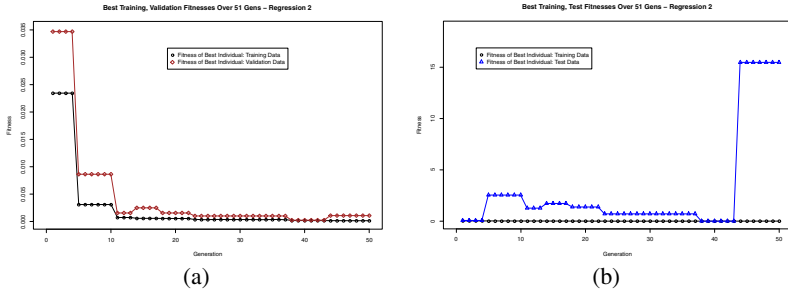 Best Training, Validation Fitnesses Over 51 Gens – Regression 2
Fitness of Best Individual: Training Data
Fitness of Best Individual: Validation Data
Fitness
0.000
0.005
0.010
0.015
0.020
0.025
0.030
0.035
0
10
20
30
40
50
Generation
(a)
Best Training, Test Fitnesses Over 51 Gens – Regression 2
Fitness of Best Individual: Training Data
Fitness of Best Individual: Test Data
Fitness
0
5
10
15
0
10
20
30
40
50
Generation
(b)